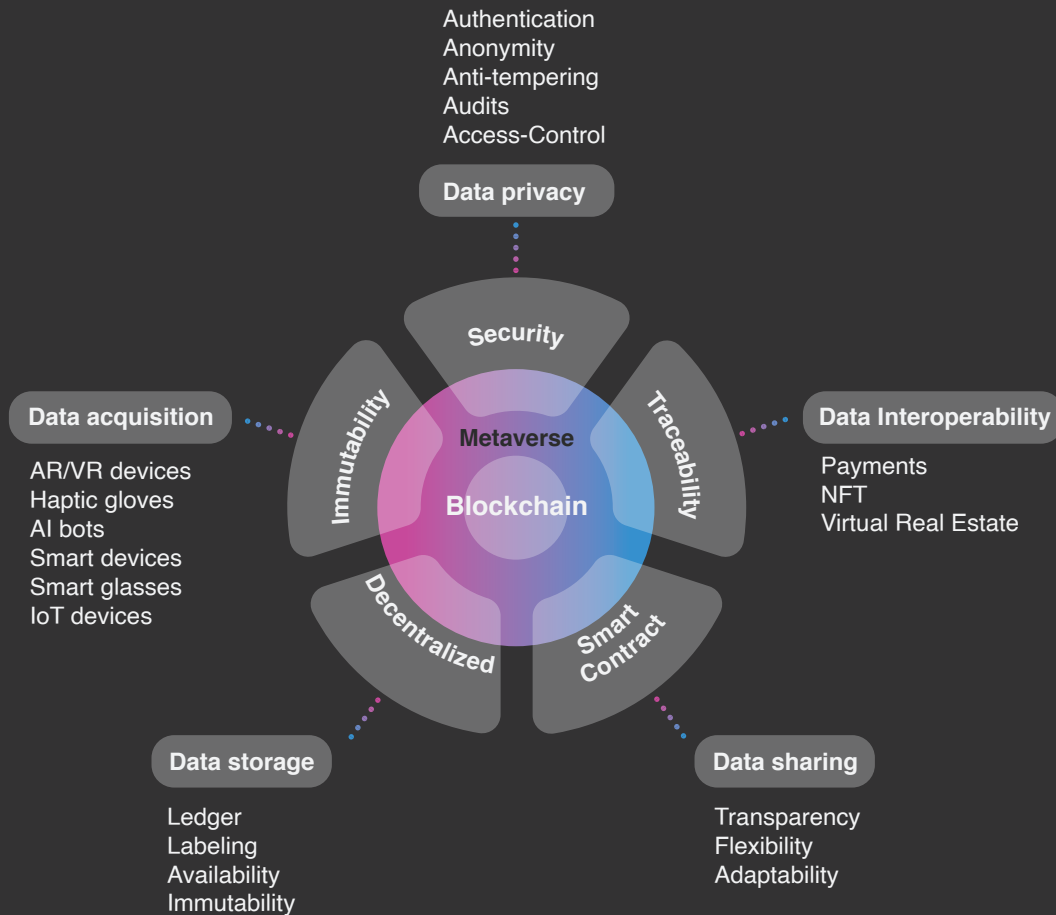 Authentication
Anonymity
Anti-tempering
Audits
Access-Control
Data privacy
Security
Immutability
Traceability
Metaverse
Blockchain
Decentralized
Smart
Contract
Data acquisition
AR/VR devices
Haptic gloves
AI bots
Smart devices
Smart glasses
IoT devices
Data Interoperability
Payments
NFT
Virtual Real Estate
Data storage
Ledger
Labeling
Availability
Immutability
Data sharing
Transparency
Flexibility
Adaptability